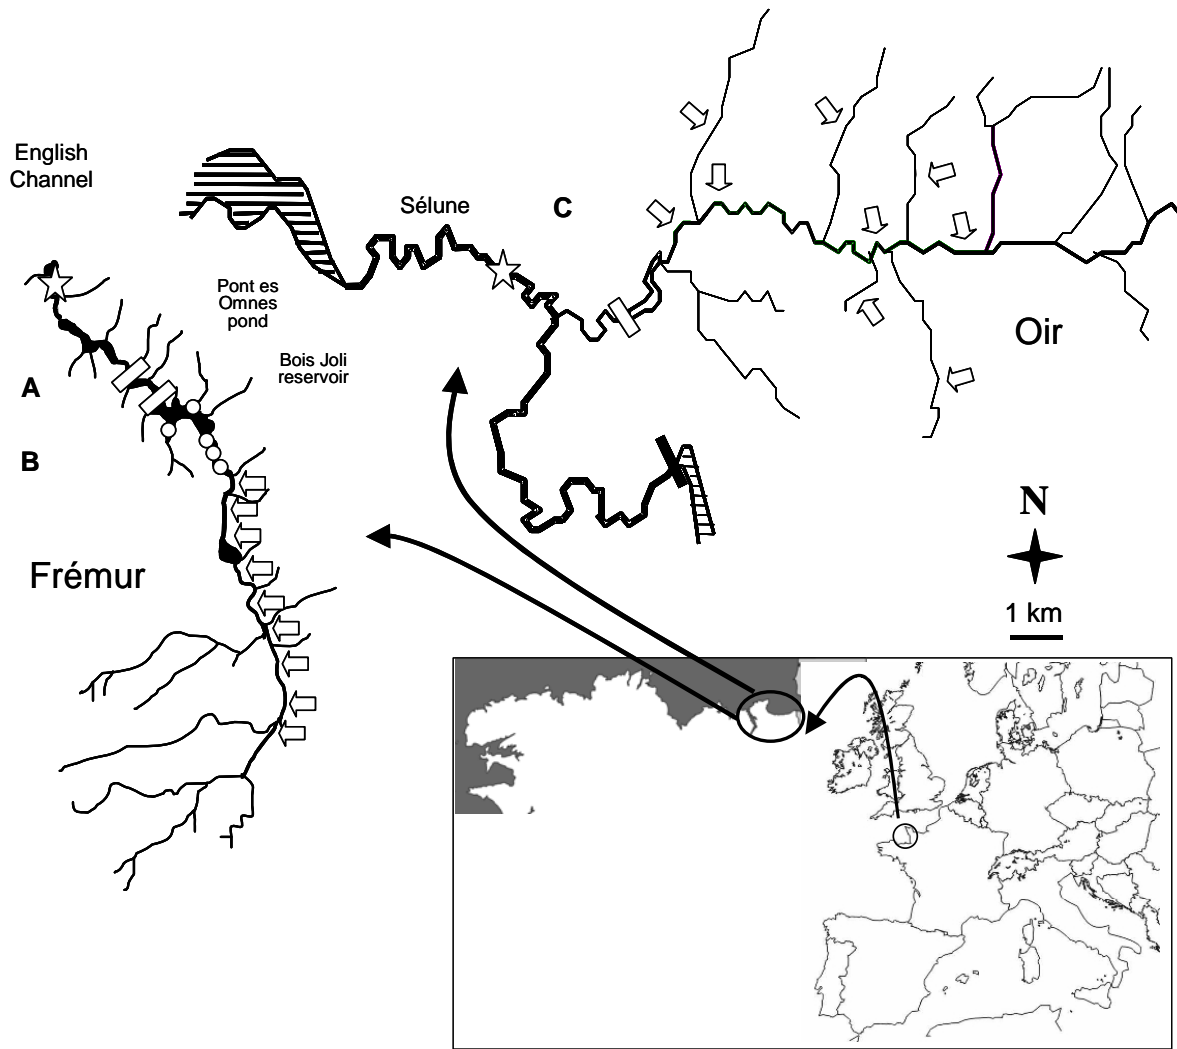 English
Channel
Sélune
C
Pont es
Omnes
pond
Oir
Bois Joli
reservoir
A
B
N
Frémur
1 km